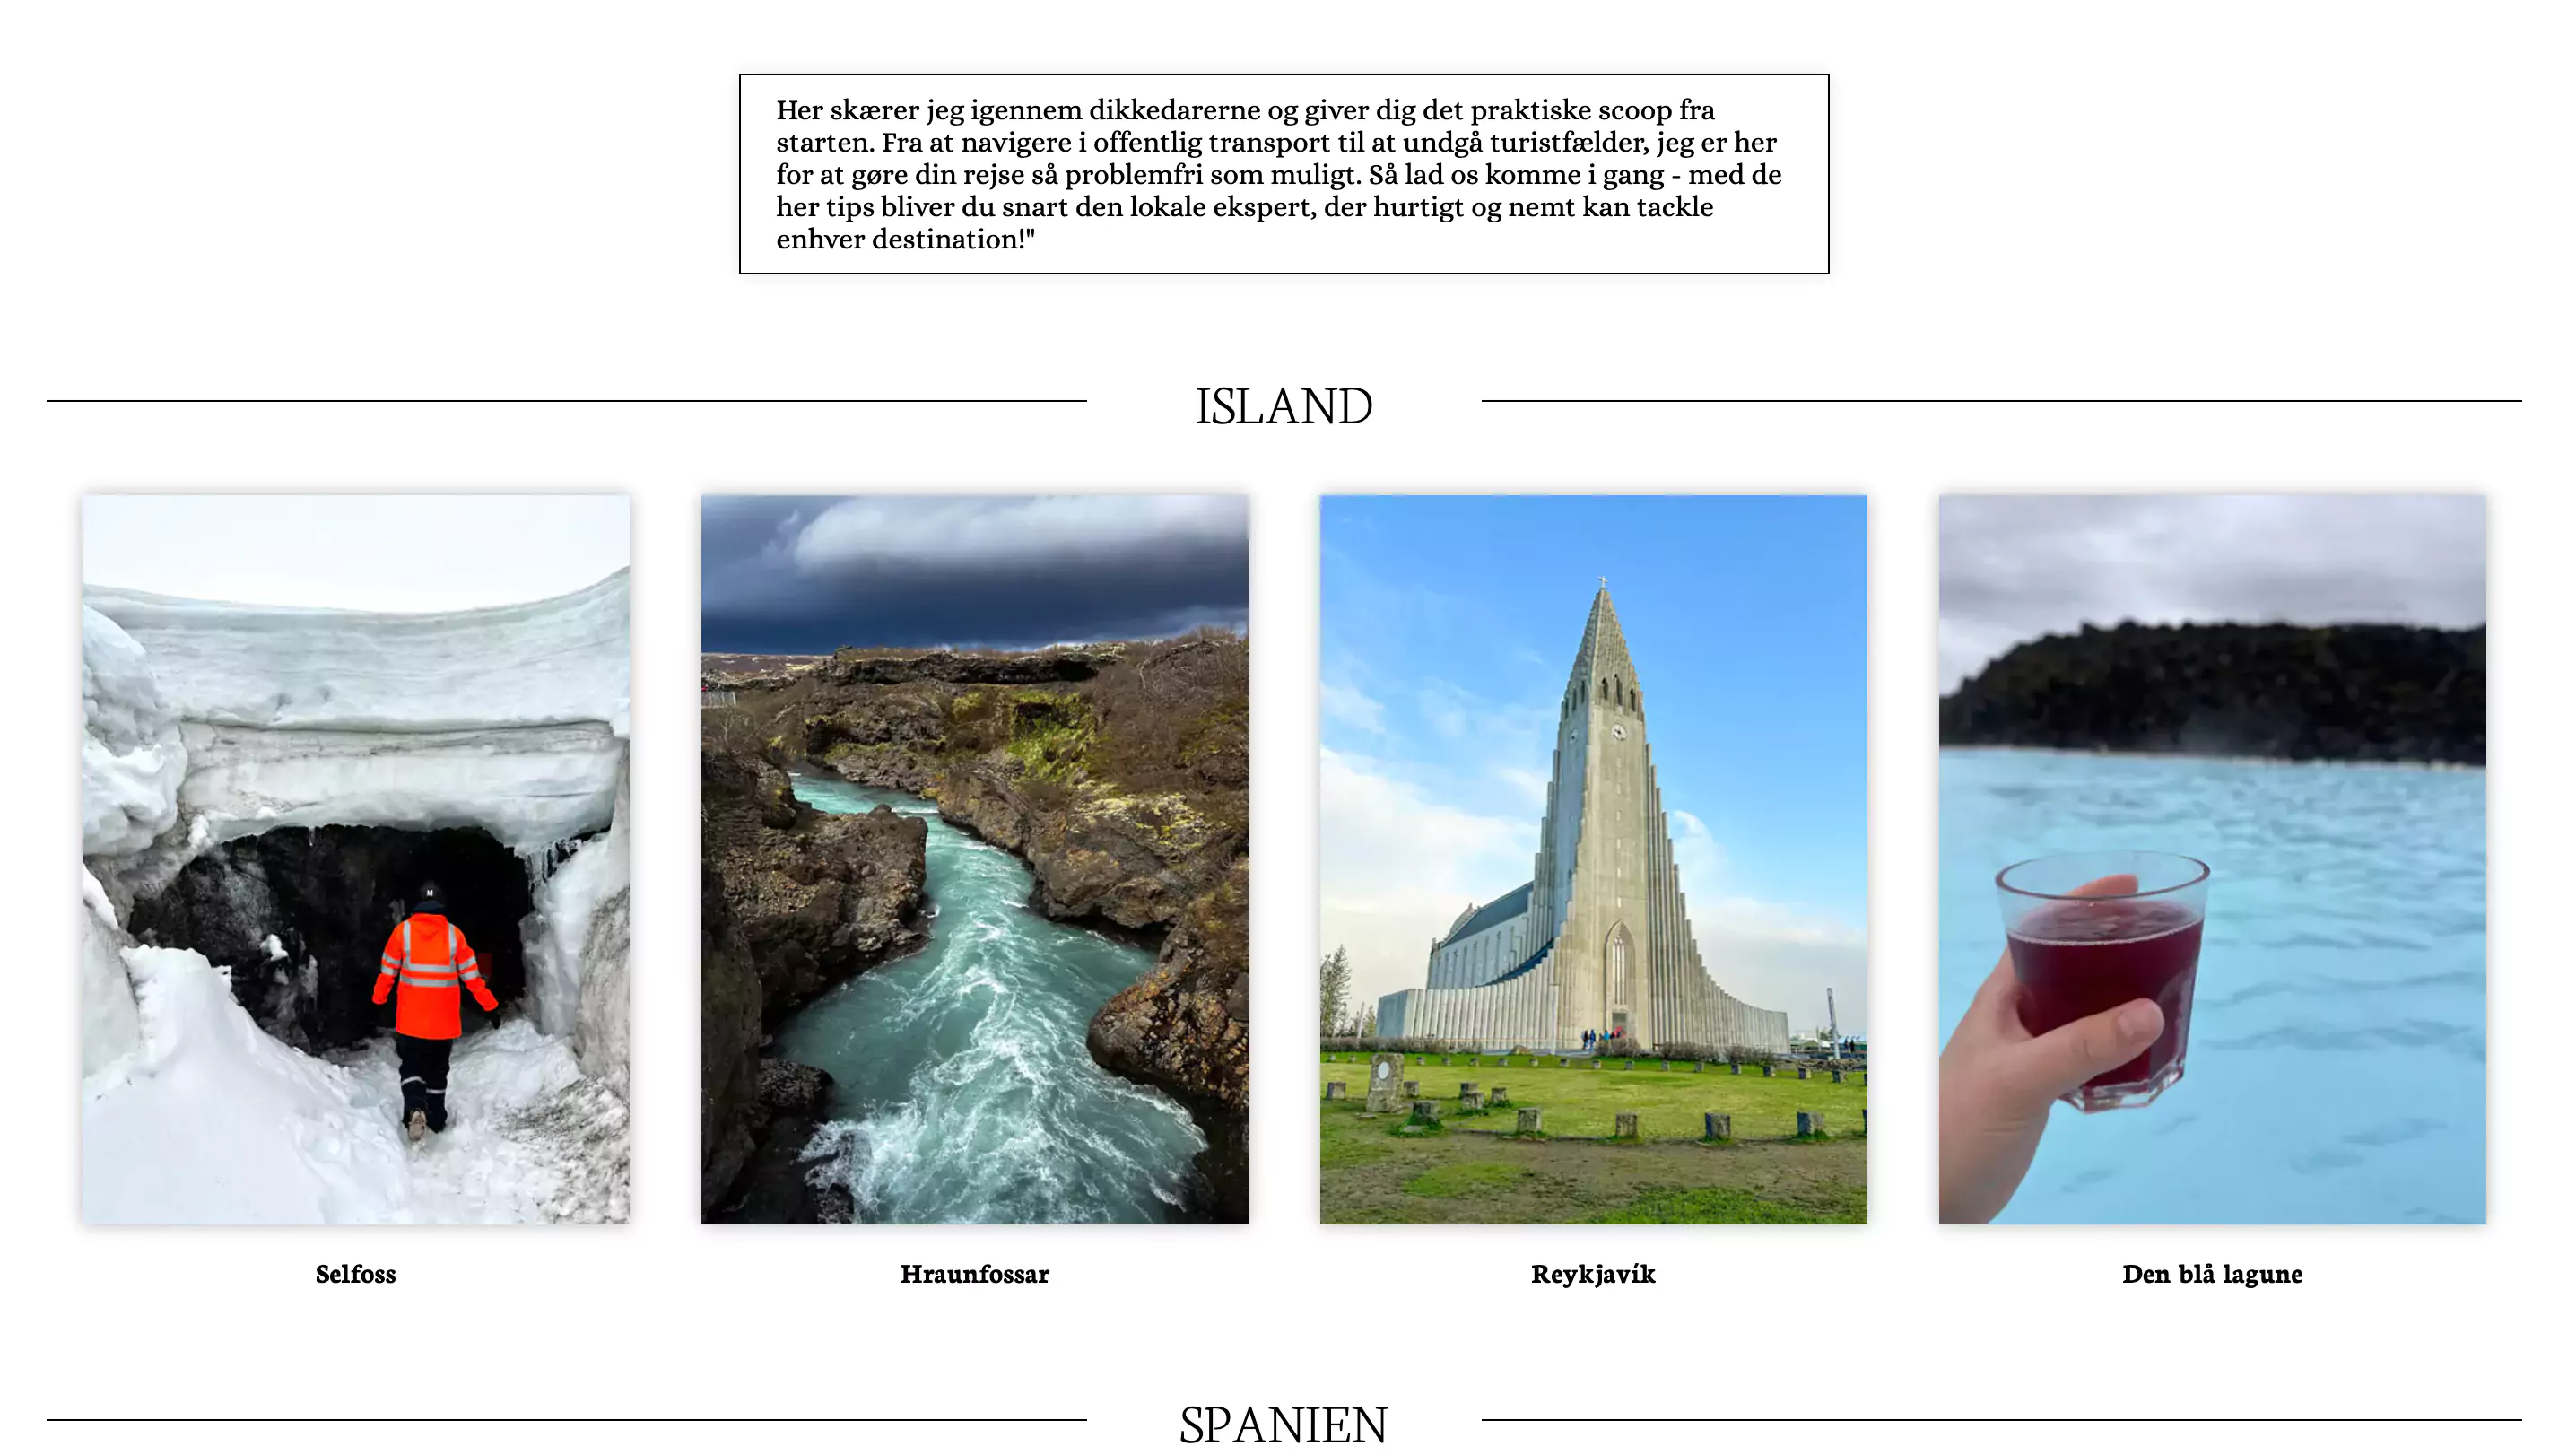 Her skærer jeg igennem dikkedarerne og giver dig det praktiske scoop fra
starten. Fra at navigere i offentlig transport til at undgå turistfælder, jeg er her
for at gøre din rejse så problemfri som muligt. Så lad os komme i gang - med de
her tips bliver du snart den lokale ekspert, der hurtigt og nemt kan tackle
enhver destination!"
ISLAND
M
Selfoss
Hraunfossar
Reykjavík
Den blå lagune
SPANIEN